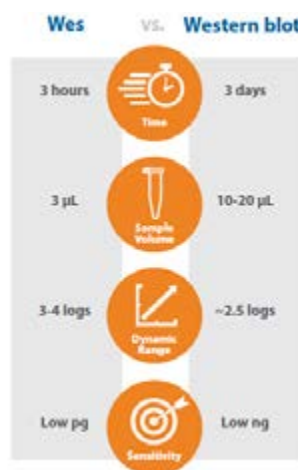 Wes vs. Western blot
3 hours Time 3 days
3 µL Sample Volume 10-20 µL
3-4 logs Dynamic Range ~2.5 logs
Low pg Sensitivity Low ng